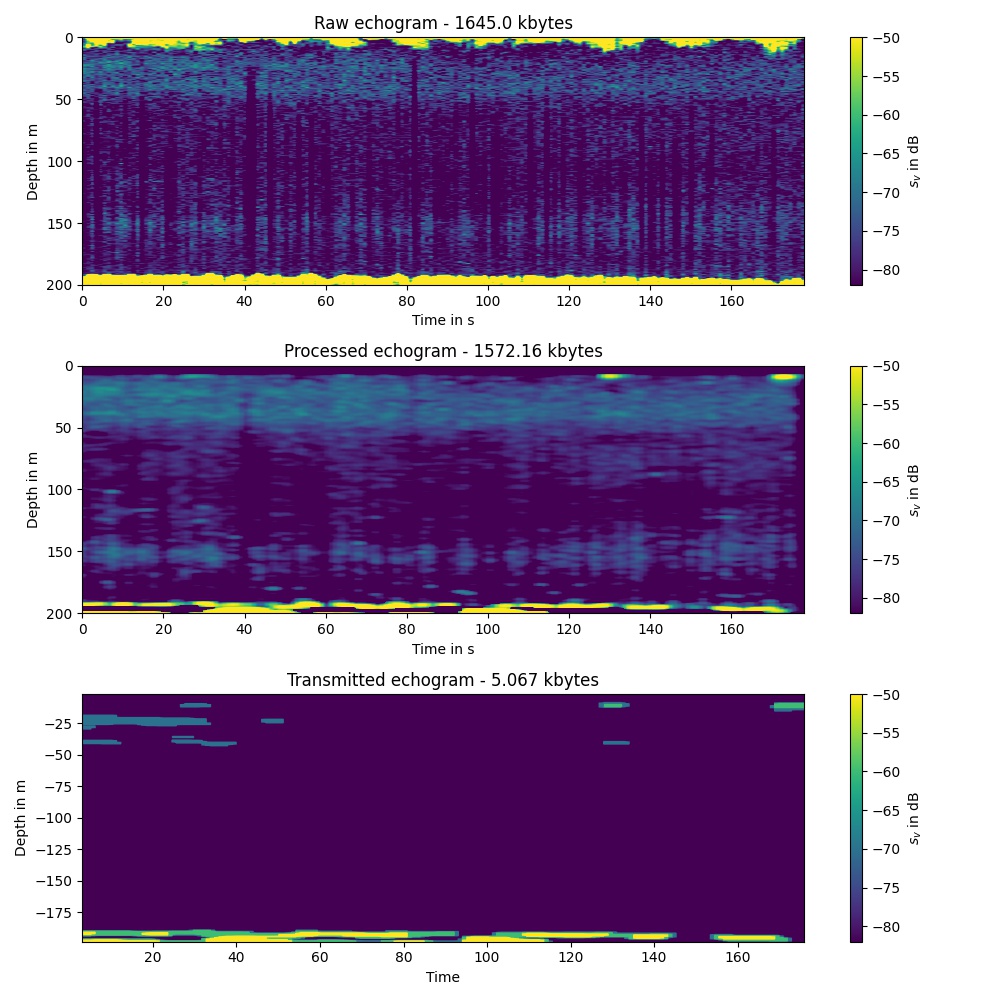 Raw echogram - 1645.0 kbytes
0
50
100
150
200
Depth in m
0 20 40 60 80 100 120 140 160
Time in s
−50
−55
−60
−65
−70
−75
−80
sv in dB
Processed echogram - 1572.16 kbytes
0
50
100
150
200
Depth in m
0 20 40 60 80 100 120 140 160
Time in s
−50
−55
−60
−65
−70
−75
−80
sv in dB
Transmitted echogram - 5.067 kbytes
−25
−50
−75
−100
−125
−150
−175
Depth in m
20 40 60 80 100 120 140 160
Time
−50
−55
−60
−65
−70
−75
−80
sv in dB